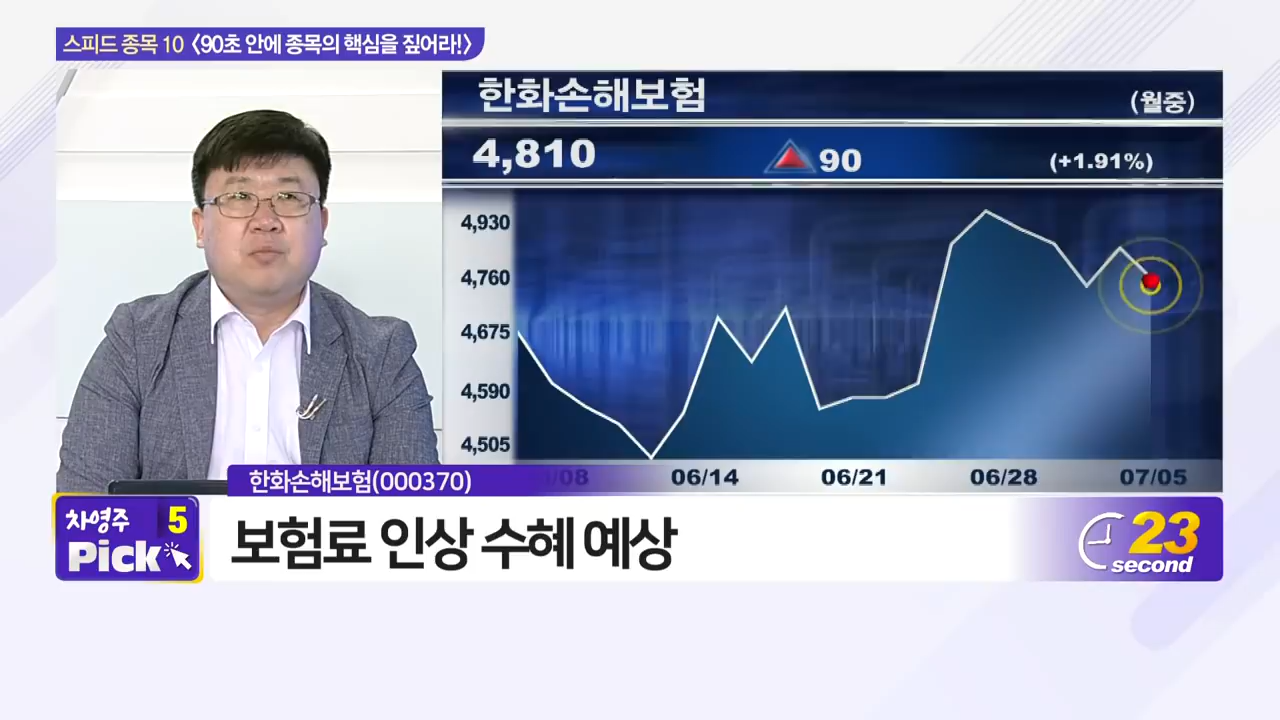 스피드 종목 10 <90초 안에 종목의 핵심을 짚어라!>
한화손해보험
(월중)
4,810
90
(+1.91%)
4,930
4,760
4,675
4,590
4,505
/08
06/14
06/21
06/28
07/05
한화손해보험(000370)
차영주 5
Pick
보험료 인상 수혜 예상
23
second